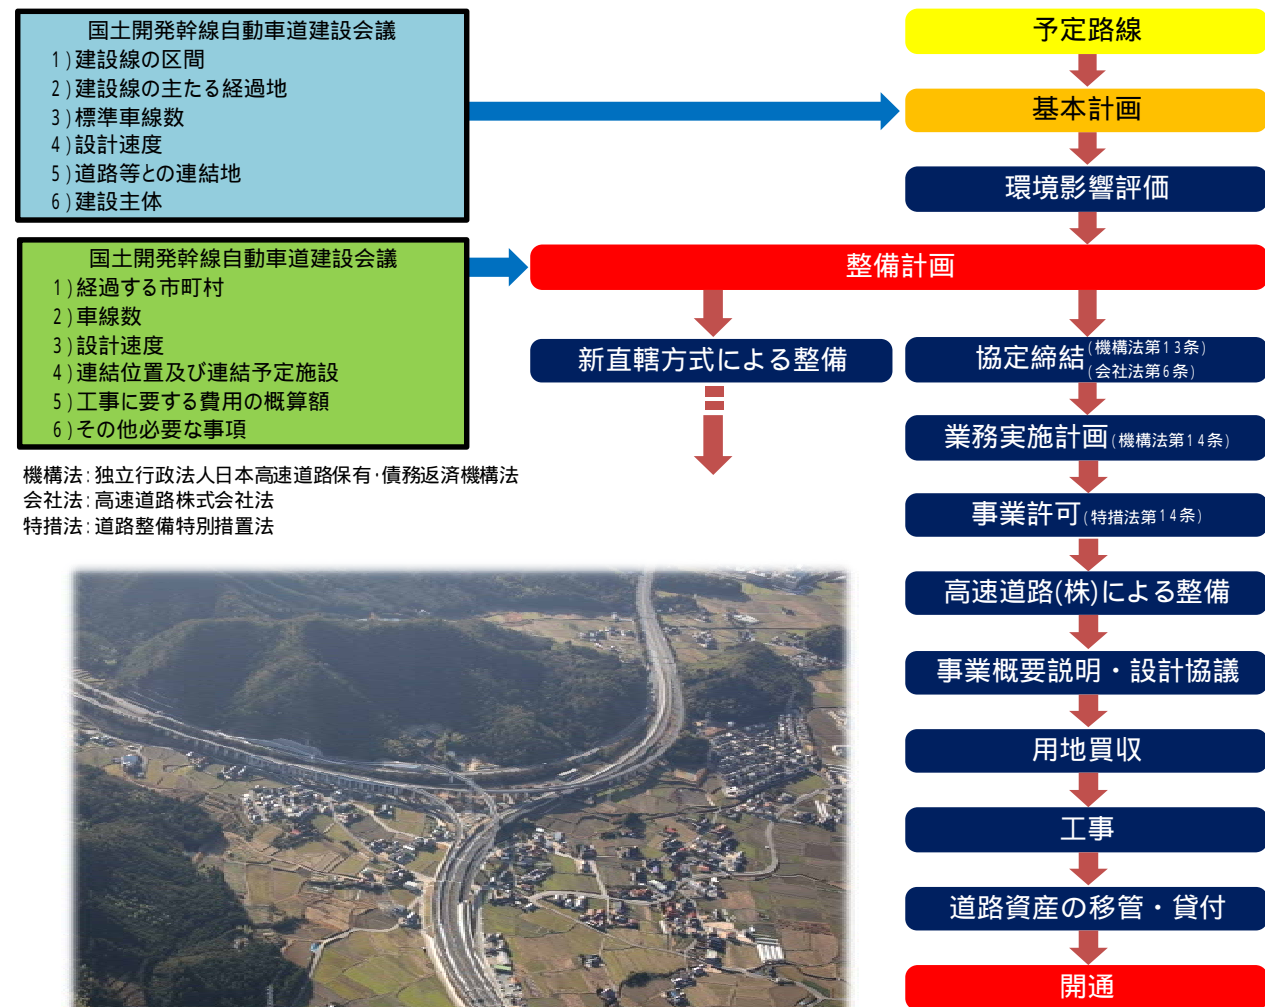 国土開発幹線自動車道建設会議
1)建設線の区間
2)建設線の主たる経過地
3)標準車線数
4)設計速度
5)道路等との連結地
6)建設主体
国土開発幹線自動車道建設会議
1)経過する市町村
2)車線数
3)設計速度
4)連結位置及び連結予定施設
5)工事に要する費用の概算額
6)その他必要な事項
機構法:独立行政法人日本高速道路保有・債務返済機構法
会社法:高速道路株式会社法
特措法:道路整備特別措置法
予定路線
基本計画
環境影響評価
整備計画
新直轄方式による整備
協定締結(機構法第13条)
(会社法第6条)
業務実施計画(機構法第14条)
事業許可(特措法第14条)
高速道路(株)による整備
事業概要説明・設計協議
用地買収
工事
道路資産の移管・貸付
開通